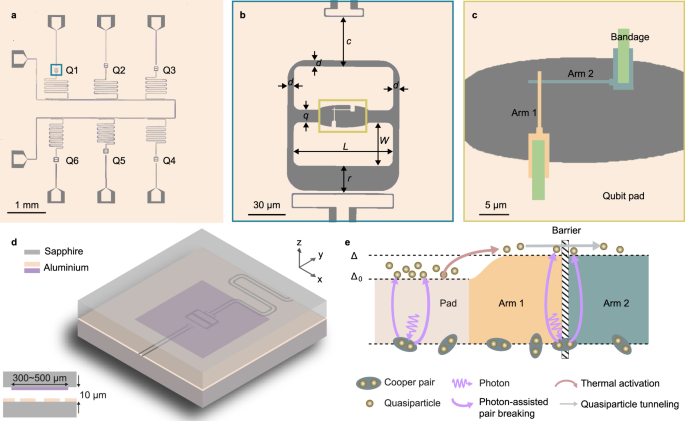 a
Q1
Q2
Q3
Q6
Q5
Q4
1 mm
b
c
d
d
d
q
L
W
r
30 μm
c
Bandage
Arm 2
Arm 1
Qubit pad
5 μm
d
Sapphire
Aluminium
z
y
x
300~500 μm
10 μm
e
Barrier
Δ
Δ0
Pad
Arm 1
Arm 2
Cooper pair
Quasiparticle
Photon
Photon-assisted
pair breaking
Thermal activation
Quasiparticle tunneling